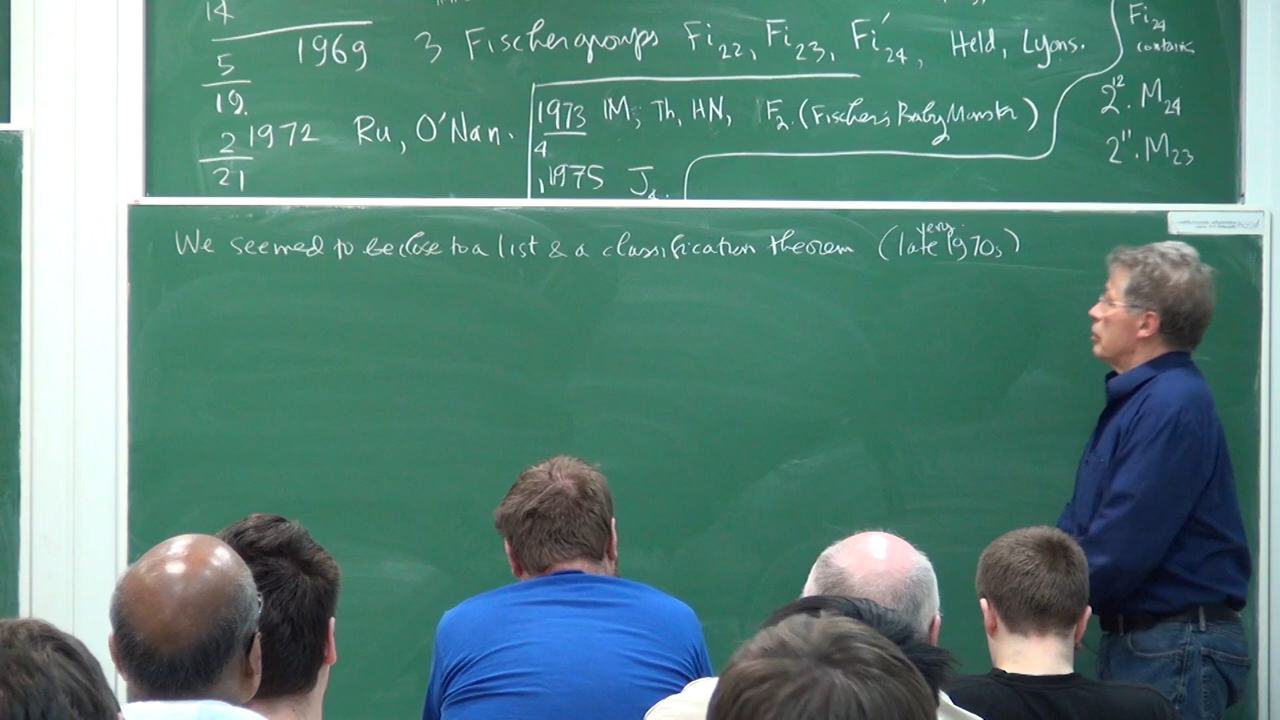 14
5 1969 3 Fischer groups Fi22, Fi23, Fi'24, Held, Lyons.
19.
Fi24
contains
2^12. M24
2^11. M23
2 1972 Ru, O'Nan.
21
1973 IM, Th, HN, F2. (Fischer's Baby Monster)
4
1975 J4.
We seemed to be close to a list & a classification theorem (very late 1970s)